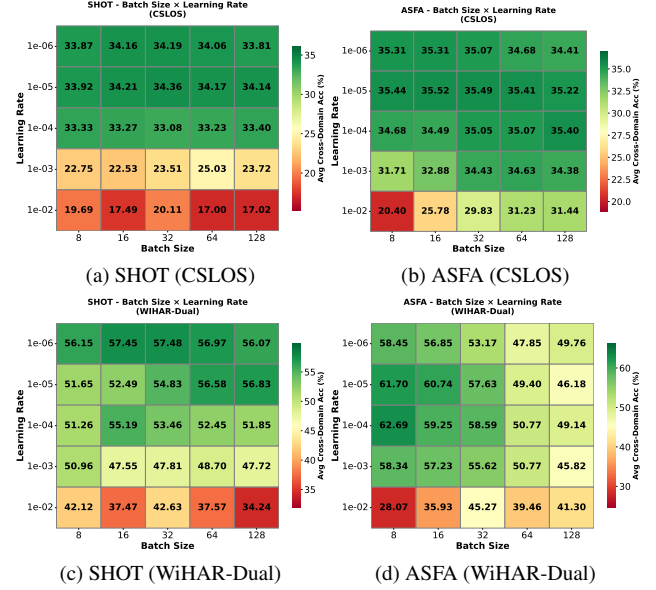 SHOT - Batch Size × Learning Rate
(CSLOS)
1e-06 33.87 34.16 34.19 34.06 33.81
1e-05 33.92 34.21 34.36 34.17 34.14
1e-04 33.33 33.27 33.08 33.23 33.40
1e-03 22.75 22.53 23.51 25.03 23.72
1e-02 19.69 17.49 20.11 17.00 17.02
8 16 32 64 128
Batch Size
Learning Rate
35
30
25
20
Avg Cross-Domain Acc (%)
(a) SHOT (CSLOS)
ASFA - Batch Size × Learning Rate
(CSLOS)
1e-06 35.31 35.31 35.07 34.68 34.41
1e-05 35.44 35.52 35.49 35.41 35.22
1e-04 34.68 34.49 35.05 35.07 35.40
1e-03 31.71 32.88 34.43 34.63 34.38
1e-02 20.40 25.78 29.83 31.23 31.44
8 16 32 64 128
Batch Size
Learning Rate
35.0
32.5
30.0
27.5
25.0
22.5
20.0
Avg Cross-Domain Acc (%)
(b) ASFA (CSLOS)
SHOT - Batch Size × Learning Rate
(WIHAR-Dual)
1e-06 56.15 57.45 57.48 56.97 56.07
1e-05 51.65 52.49 54.83 56.58 56.83
1e-04 51.26 55.19 53.46 52.45 51.85
1e-03 50.96 47.55 47.81 48.70 47.72
1e-02 42.12 37.47 42.63 37.57 34.24
8 16 32 64 128
Batch Size
Learning Rate
55
50
45
40
35
Avg Cross-Domain Acc (%)
(c) SHOT (WiHAR-Dual)
ASFA - Batch Size × Learning Rate
(WIHAR-Dual)
1e-06 58.45 56.85 53.17 47.85 49.76
1e-05 61.70 60.74 57.63 49.40 46.18
1e-04 62.69 59.25 58.59 50.77 49.14
1e-03 58.34 57.23 55.62 50.77 45.82
1e-02 28.07 35.93 45.27 39.46 41.30
8 16 32 64 128
Batch Size
Learning Rate
60
50
40
30
Avg Cross-Domain Acc (%)
(d) ASFA (WiHAR-Dual)